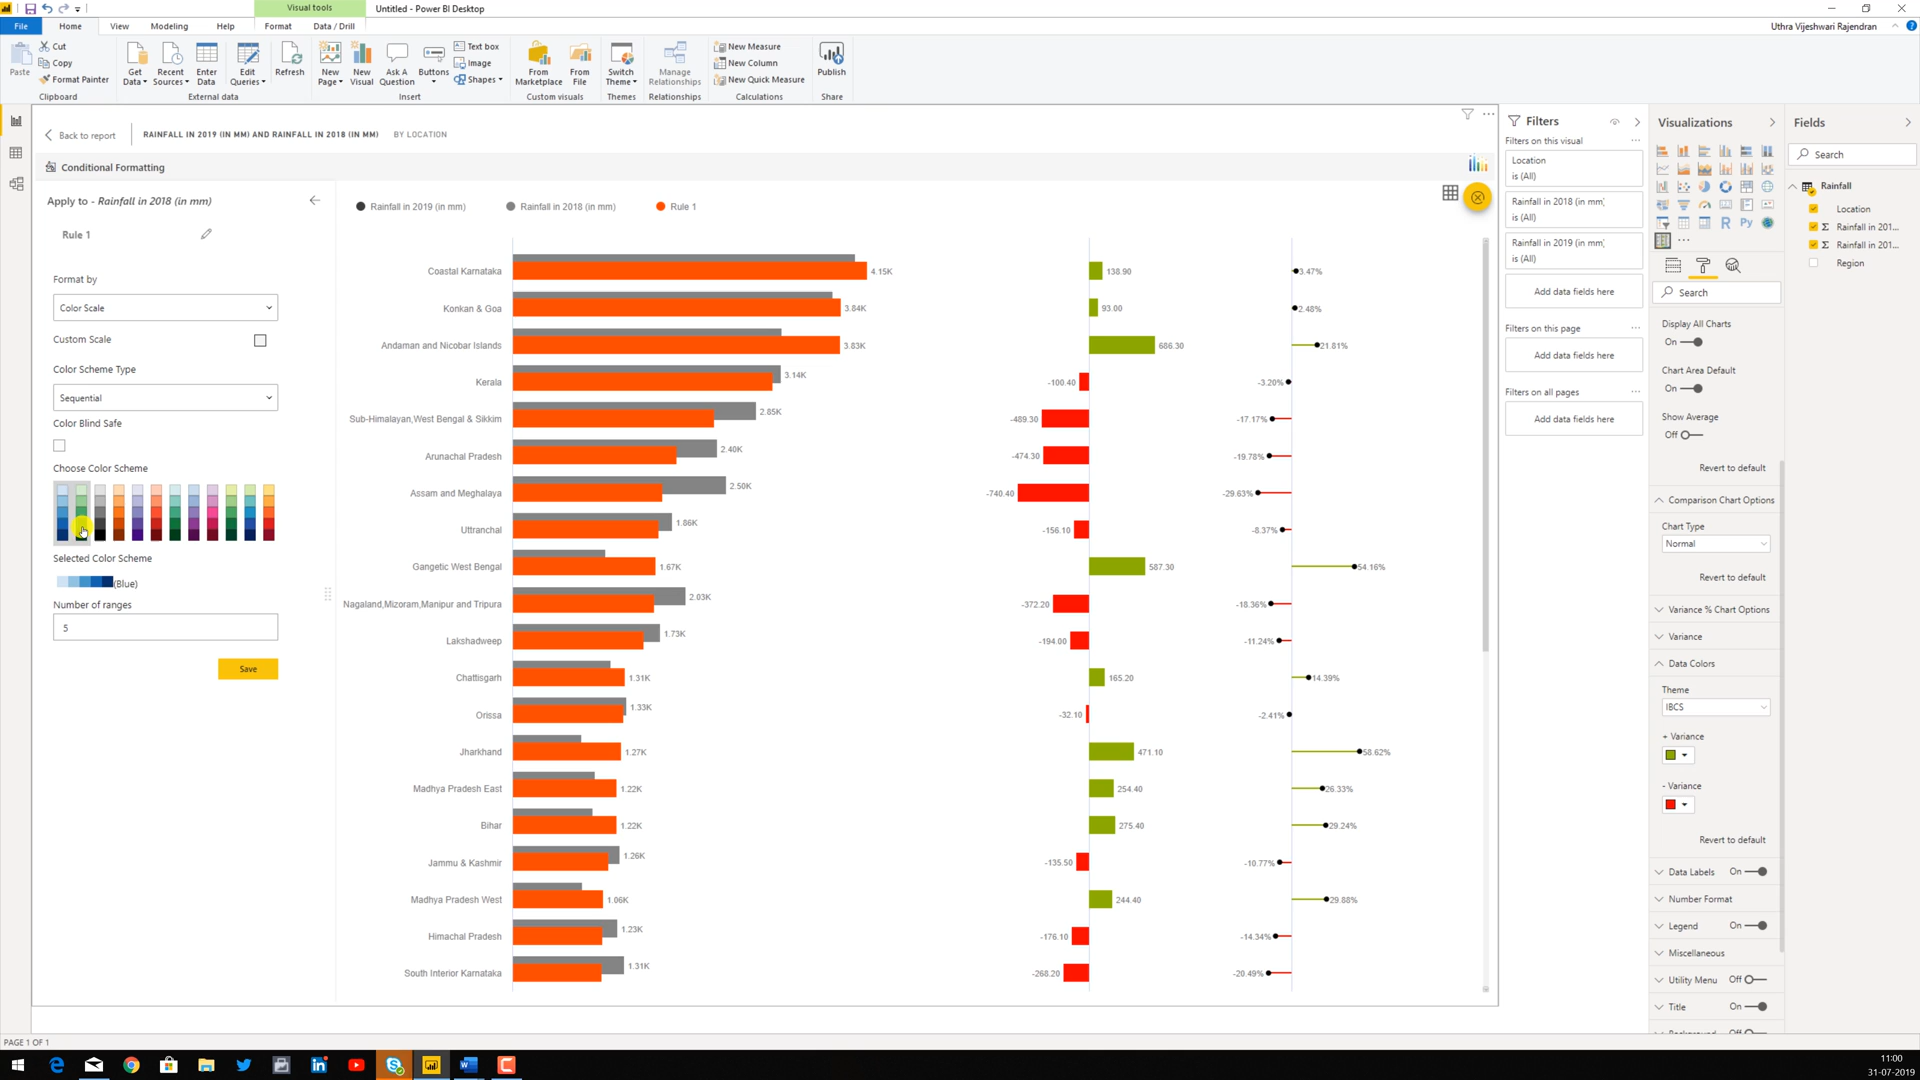 Visual tools
Untitled - Power BI Desktop
File
Home
View
Modeling
Help
Format
Data / Drill
Uthra Vijeshwari Rajendran
Paste
Cut
Copy
Format Painter
Clipboard
Get Data
Recent Sources
Enter Data
Edit Queries
Refresh
External data
New Page
New Visual
Ask A Question
Buttons
Text box
Image
Shapes
Insert
From Marketplace
From File
Custom visuals
Switch Theme
Themes
Manage Relationships
Relationships
New Measure
New Column
New Quick Measure
Calculations
Publish
Share
Back to report
RAINFALL IN 2019 (IN MM) AND RAINFALL IN 2018 (IN MM)
BY LOCATION
Conditional Formatting
Apply to - Rainfall in 2018 (in mm)
Rule 1
Format by
Color Scale
Custom Scale
Color Scheme Type
Sequential
Color Blind Safe
Choose Color Scheme
Selected Color Scheme
(Blue)
Number of ranges
5
Save
Rainfall in 2019 (in mm)
Rainfall in 2018 (in mm)
Rule 1
Coastal Karnataka 4.15K 138.90 3.47%
Konkan & Goa 3.84K 93.00 2.48%
Andaman and Nicobar Islands 3.83K 686.30 21.81%
Kerala 3.14K -100.40 -3.20%
Sub-Himalayan,West Bengal & Sikkim 2.85K -489.30 -17.17%
Arunachal Pradesh 2.40K -474.30 -19.78%
Assam and Meghalaya 2.50K -740.40 -29.63%
Uttranchal 1.86K -156.10 -8.37%
Gangetic West Bengal 1.67K 587.30 54.16%
Nagaland,Mizoram,Manipur and Tripura 2.03K -372.20 -18.36%
Lakshadweep 1.73K -194.00 -11.24%
Chattisgarh 1.31K 165.20 14.39%
Orissa 1.33K -32.10 -2.41%
Jharkhand 1.27K 471.10 58.62%
Madhya Pradesh East 1.22K 254.40 26.33%
Bihar 1.22K 275.40 29.24%
Jammu & Kashmir 1.26K -135.50 -10.77%
Madhya Pradesh West 1.06K 244.40 29.88%
Himachal Pradesh 1.23K -176.10 -14.34%
South Interior Karnataka 1.31K -268.20 -20.49%
Filters
Filters on this visual
Location
is (All)
Rainfall in 2018 (in mm)
is (All)
Rainfall in 2019 (in mm)
is (All)
Add data fields here
Filters on this page
Add data fields here
Filters on all pages
Add data fields here
Visualizations
R
Py
Search
Display All Charts
On
Chart Area Default
On
Show Average
Off
Revert to default
Comparison Chart Options
Chart Type
Normal
Revert to default
Variance % Chart Options
Variance
Data Colors
Theme
IBCS
+ Variance
- Variance
Revert to default
Data Labels On
Number Format
Legend On
Miscellaneous
Utility Menu Off
Title On
Fields
Search
Rainfall
Location
Σ Rainfall in 201...
Σ Rainfall in 201...
Region
PAGE 1 OF 1
11:00
31-07-2019